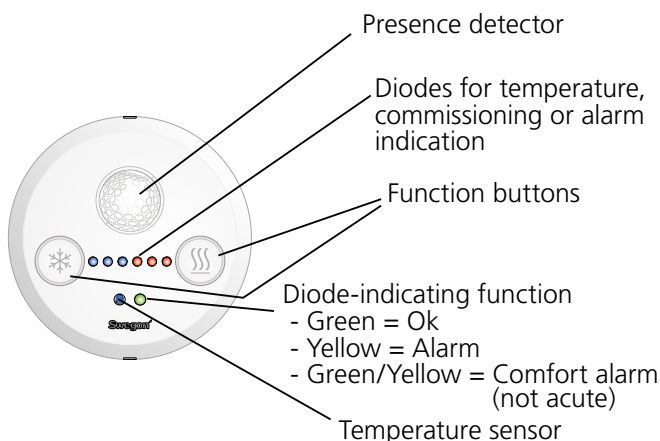 Presence detector
Diodes for temperature,
commissioning or alarm
indication
Function buttons
Diode-indicating function
- Green = Ok
- Yellow = Alarm
- Green/Yellow = Comfort alarm
(not acute)
Swegon
Temperature sensor